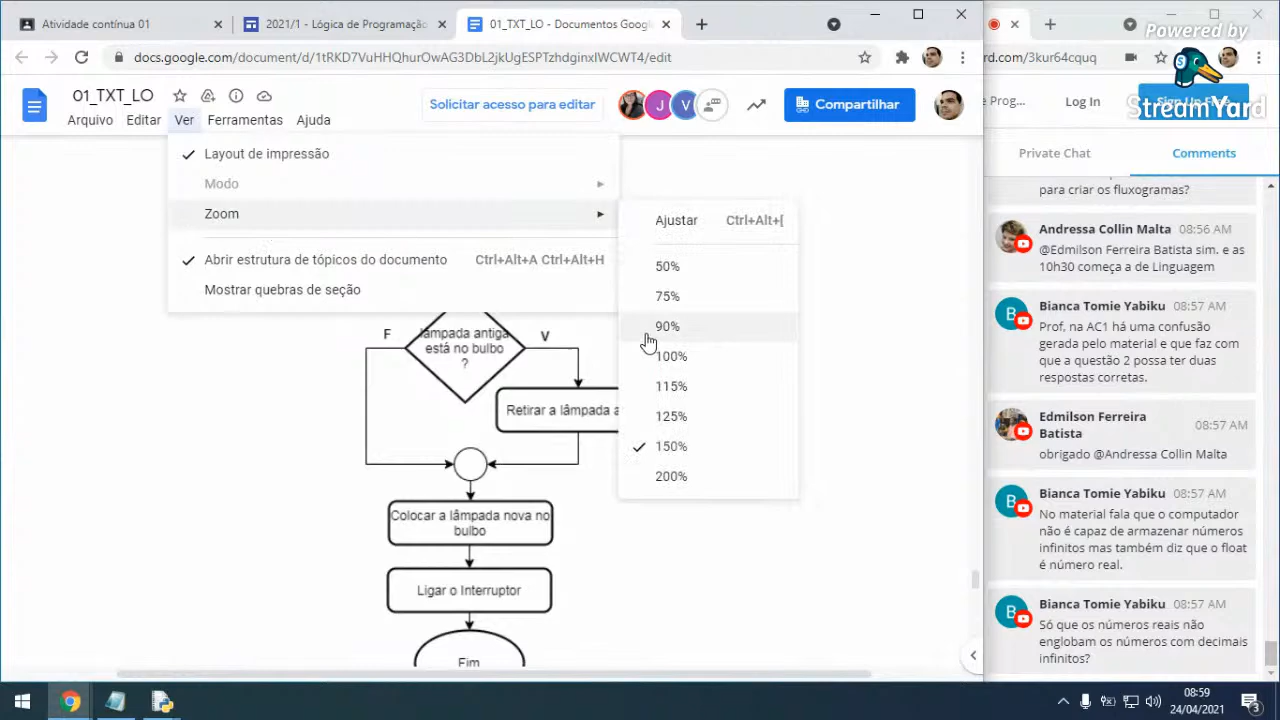 Atividade contínua 01
2021/1 - Lógica de Programação
01_TXT_LO - Documentos Goog
docs.google.com/document/d/1tRKD7VuHHQhurOwAG3DbL2jkUgESPTzhdginxIWCWT4/edit
rd.com/3kur64cquq
Powered by
StreamYard
01_TXT_LO
Arquivo
Editar
Ver
Ferramentas
Ajuda
Solicitar acesso para editar
J
V
Compartilhar
e Prog...
Log In
Private Chat
Comments
Layout de impressão
Modo
Zoom
Abrir estrutura de tópicos do documento Ctrl+Alt+A Ctrl+Alt+H
Mostrar quebras de seção
Ajustar Ctrl+Alt+[
50%
75%
90%
100%
115%
125%
150%
200%
F
lâmpada antiga
está no bulbo
?
V
Retirar a lâmpada a
Colocar a lâmpada nova no
bulbo
Ligar o Interruptor
Fim
para criar os fluxogramas?
Andressa Collin Malta 08:56 AM
@Edmilson Ferreira Batista sim. e as
10h30 começa a de Linguagem
B
Bianca Tomie Yabiku 08:57 AM
Prof, na AC1 há uma confusão
gerada pelo material e que faz com
que a questão 2 possa ter duas
respostas corretas.
Edmilson Ferreira
Batista
08:57 AM
obrigado @Andressa Collin Malta
B
Bianca Tomie Yabiku 08:57 AM
No material fala que o computador
não é capaz de armazenar números
infinitos mas também diz que o float
é número real.
B
Bianca Tomie Yabiku 08:57 AM
Só que os números reais não
englobam os números com decimais
infinitos?
08:59
24/04/2021
3